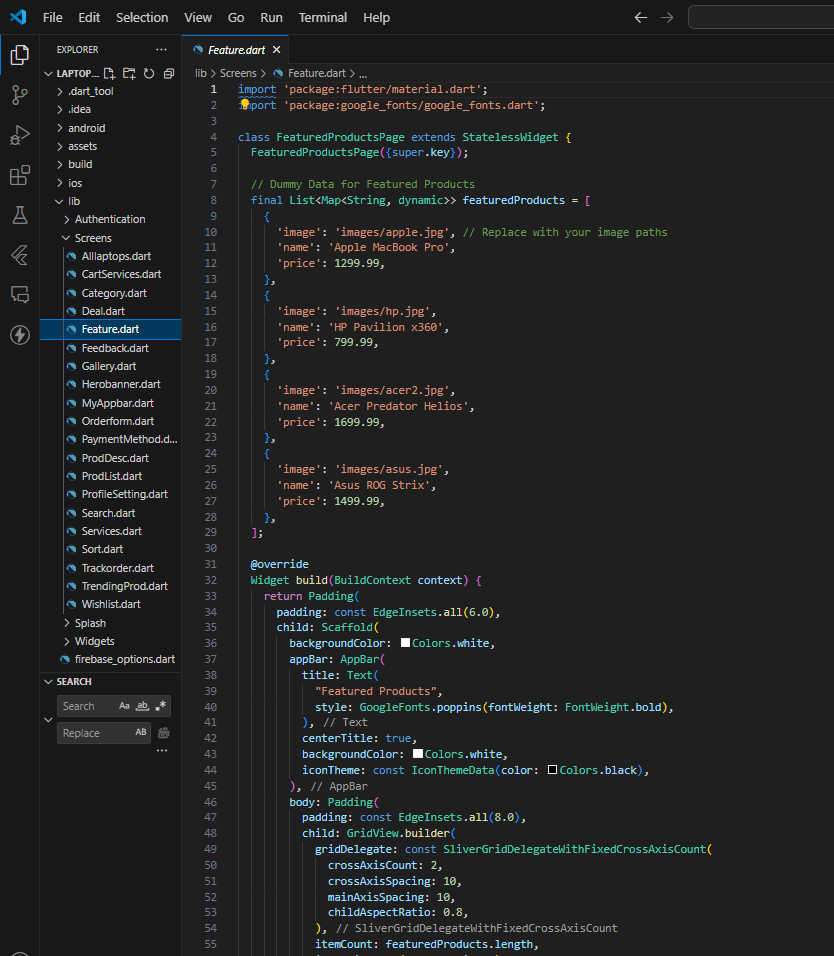 File Edit Selection View Go Run Terminal Help
EXPLORER
LAPTOP...
.dart_tool
.idea
android
assets
build
ios
lib
Authentication
Screens
Alllaptops.dart
CartServices.dart
Category.dart
Deal.dart
Feature.dart
Feedback.dart
Gallery.dart
Herobanner.dart
MyAppbar.dart
Orderform.dart
PaymentMethod.d...
ProdDesc.dart
ProdList.dart
ProfileSetting.dart
Search.dart
Services.dart
Sort.dart
Trackorder.dart
TrendingProd.dart
Wishlist.dart
Splash
Widgets
firebase_options.dart
SEARCH
Search Aa ab .*
Replace AB
Feature.dart
lib > Screens > Feature.dart > ...
1 import 'package:flutter/material.dart';
2 import 'package:google_fonts/google_fonts.dart';
3
4 class FeaturedProductsPage extends StatelessWidget {
5 FeaturedProductsPage({super.key});
6
7 // Dummy Data for Featured Products
8 final List<Map<String, dynamic>> featuredProducts = [
9 {
10 'image': 'images/apple.jpg', // Replace with your image paths
11 'name': 'Apple MacBook Pro',
12 'price': 1299.99,
13 },
14 {
15 'image': 'images/hp.jpg',
16 'name': 'HP Pavilion x360',
17 'price': 799.99,
18 },
19 {
20 'image': 'images/acer2.jpg',
21 'name': 'Acer Predator Helios',
22 'price': 1699.99,
23 },
24 {
25 'image': 'images/asus.jpg',
26 'name': 'Asus ROG Strix',
27 'price': 1499.99,
28 },
29 ];
30
31 @override
32 Widget build(BuildContext context) {
33 return Padding(
34 padding: const EdgeInsets.all(6.0),
35 child: Scaffold(
36 backgroundColor: Colors.white,
37 appBar: AppBar(
38 title: Text(
39 "Featured Products",
40 style: GoogleFonts.poppins(fontWeight: FontWeight.bold),
41 ), // Text
42 centerTitle: true,
43 backgroundColor: Colors.white,
44 iconTheme: const IconThemeData(color: Colors.black),
45 ), // AppBar
46 body: Padding(
47 padding: const EdgeInsets.all(8.0),
48 child: GridView.builder(
49 gridDelegate: const SliverGridDelegateWithFixedCrossAxisCount(
50 crossAxisCount: 2,
51 crossAxisSpacing: 10,
52 mainAxisSpacing: 10,
53 childAspectRatio: 0.8,
54 ), // SliverGridDelegateWithFixedCrossAxisCount
55 itemCount: featuredProducts.length,